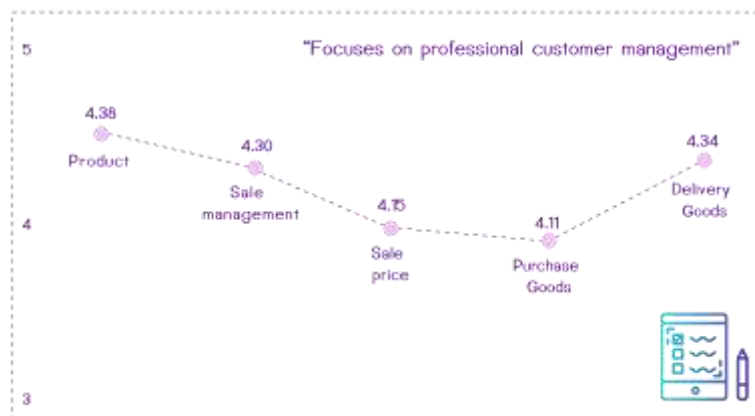 5
"Focuses on professional customer management"
4.38
Product
4.30
Sale
management
4.15
Sale
price
4.11
Purchase
Goods
4.34
Delivery
Goods
4
3